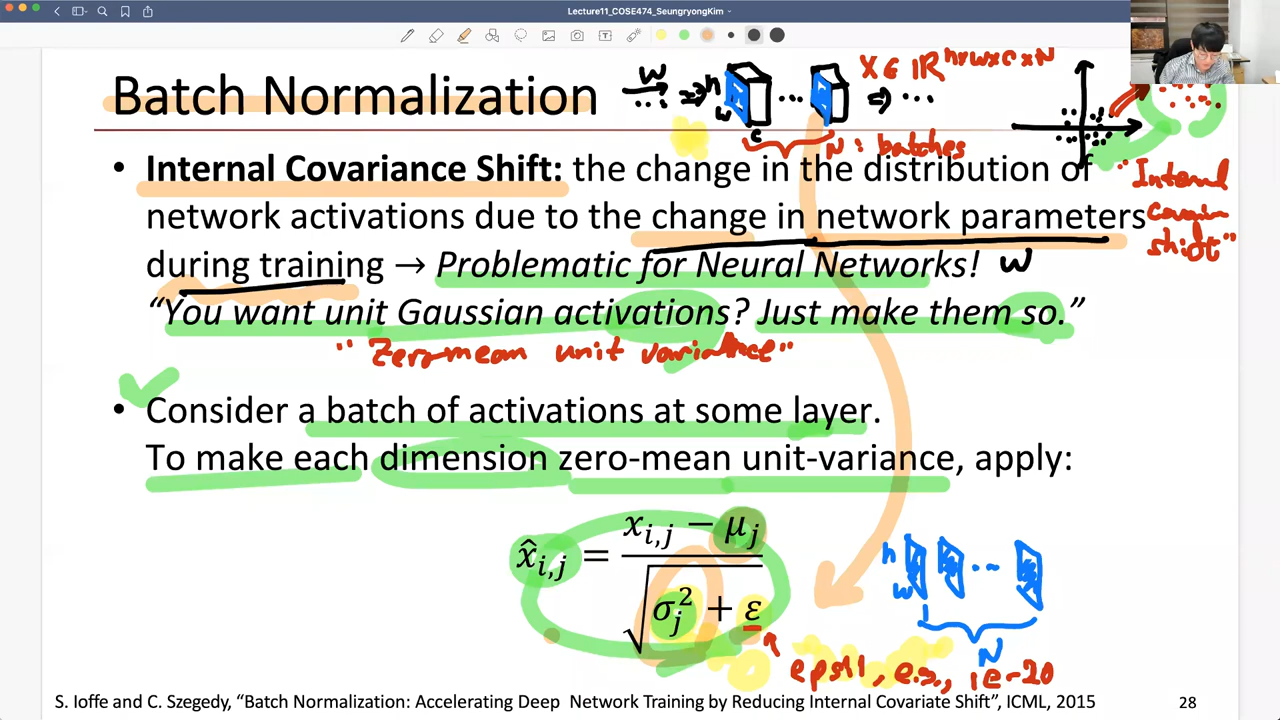 Lecture11_COSE474_SeungryongKim
Batch Normalization
W
h
w
c
...
⇒ ...
X ∈ IR^h×w×c×N
N : batches
• Internal Covariance Shift: the change in the distribution of
network activations due to the change in network parameters
during training → Problematic for Neural Networks! W
"Internal
shift"
“You want unit Gaussian activations? Just make them so.”
"Zero-mean unit variance"
• Consider a batch of activations at some layer.
To make each dimension zero-mean unit-variance, apply:
x̂_{i,j} = (x_{i,j} − μ_j) / √(σ_j^2 + ε)
h
w
...
N
e.g., 1e-20
S. Ioffe and C. Szegedy, “Batch Normalization: Accelerating Deep Network Training by Reducing Internal Covariate Shift”, ICML, 2015
28